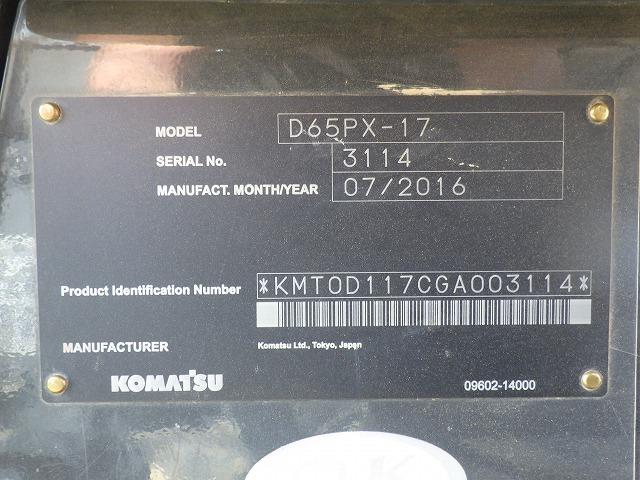 MODEL D65PX-17
SERIAL No. 3114
MANUFACT. MONTH/YEAR 07/2016
Product Identification Number *KMT0D117CGA003114*
MANUFACTURER Komatsu Ltd., Tokyo, Japan
KOMATSU 09602-14000